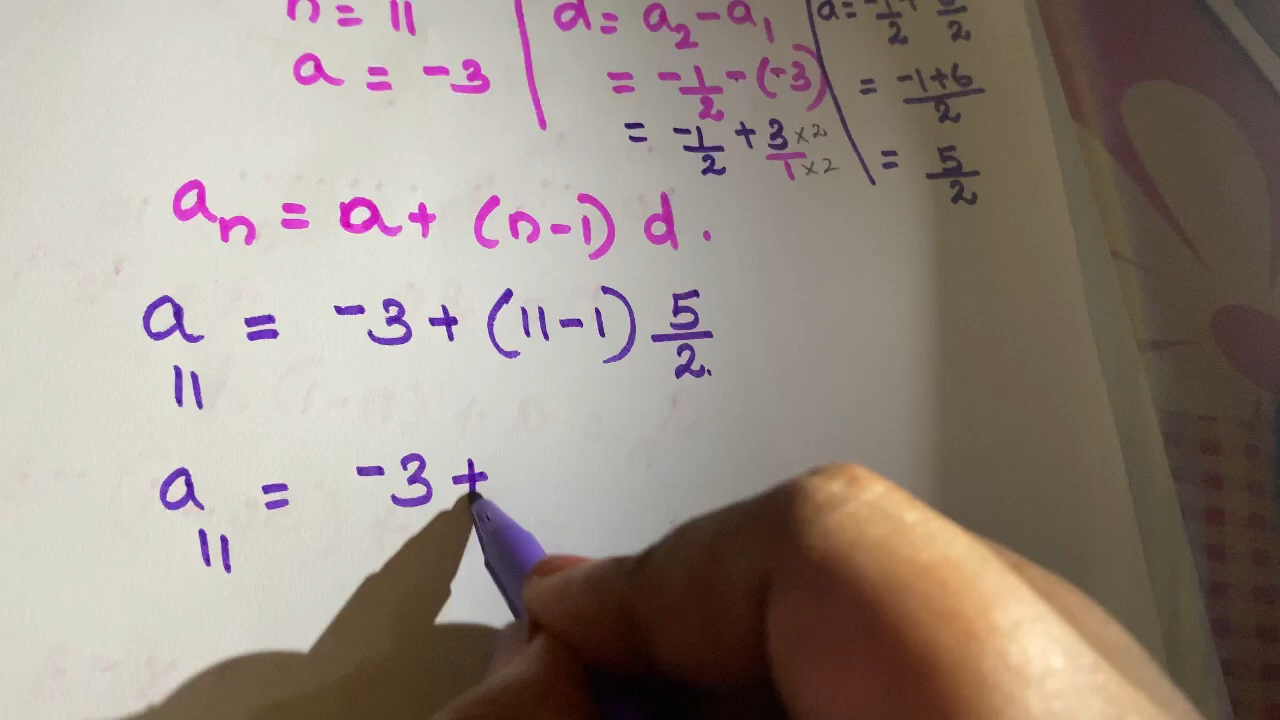 n = 11
a = -3
d = a₂ - a₁
= -1/2 - (-3)
= -1/2 + 3×2/1×2
= -1+6/2
= 5/2
aₙ = a + (n-1) d.
a₁₁ = -3 + (11-1) 5/2.
a₁₁ = -3 +